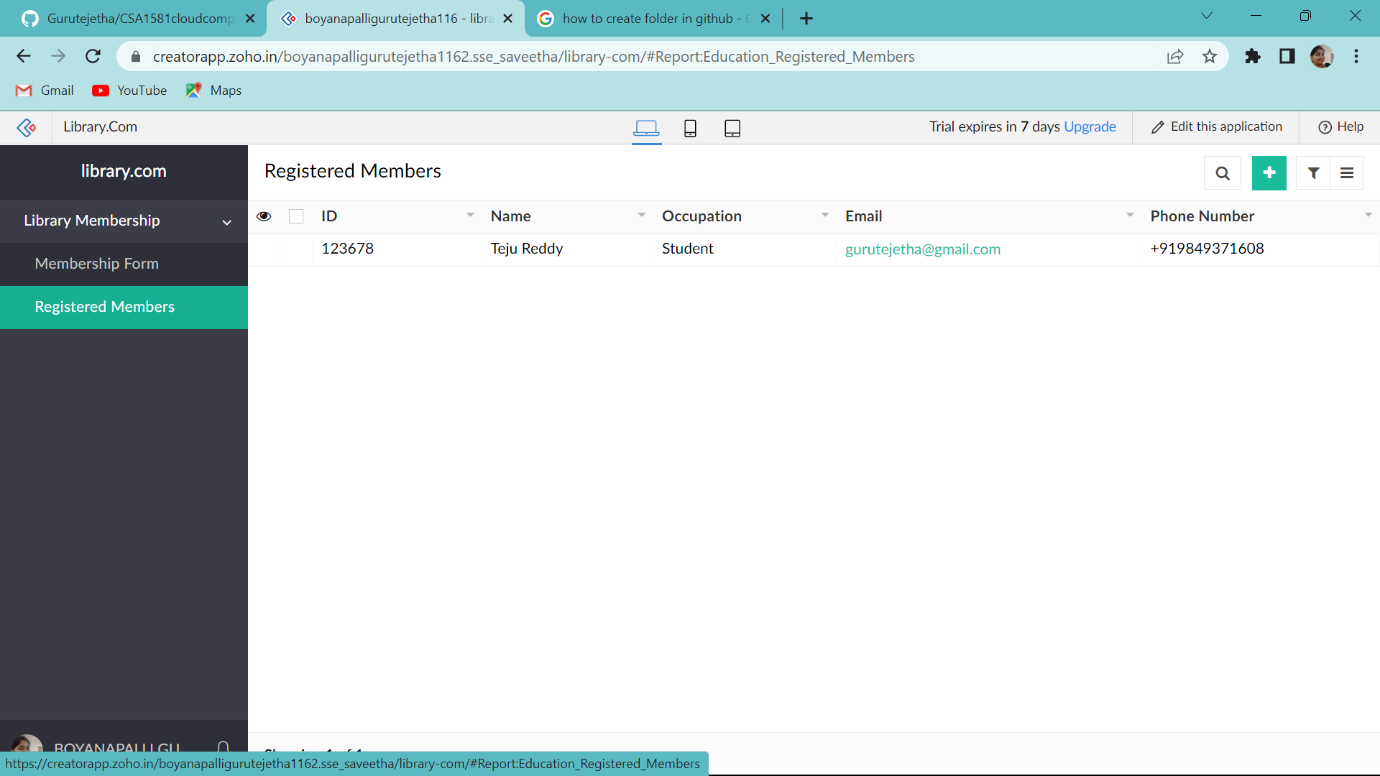 Gurutejetha/CSA1581cloudcomp
boyanapalligurutejetha116 - libra
how to create folder in github - G
creatorapp.zoho.in/boyanapalligurutejetha1162.sse_saveetha/library-com/#Report:Education_Registered_Members
Gmail YouTube Maps
Library.Com
Trial expires in 7 days Upgrade
Edit this application
Help
library.com
Registered Members
Library Membership
Membership Form
Registered Members
ID Name Occupation Email Phone Number
123678 Teju Reddy Student gurutejetha@gmail.com +919849371608
BOYANAPALLI GU
https://creatorapp.zoho.in/boyanapalligurutejetha1162.sse_saveetha/library-com/#Report:Education_Registered_Members